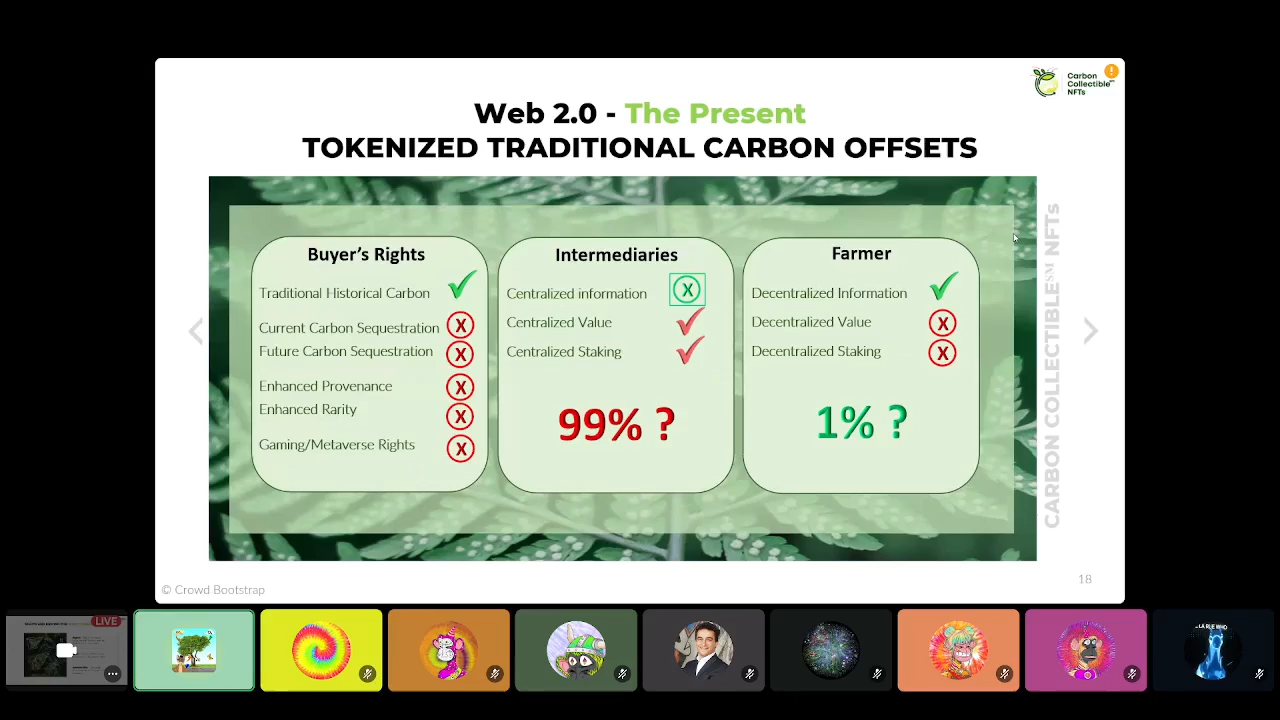 Carbon
Collectible℠
NFTs
Web 2.0 - The Present
TOKENIZED TRADITIONAL CARBON OFFSETS
Buyer's Rights
Traditional Historical Carbon
Current Carbon Sequestration X
Future Carbon Sequestration X
Enhanced Provenance X
Enhanced Rarity X
Gaming/Metaverse Rights X
Intermediaries
Centralized information X
Centralized Value
Centralized Staking
99% ?
Farmer
Decentralized Information
Decentralized Value X
Decentralized Staking X
1% ?
CARBON COLLECTIBLE℠ NFTs
© Crowd Bootstrap
18
LIVE